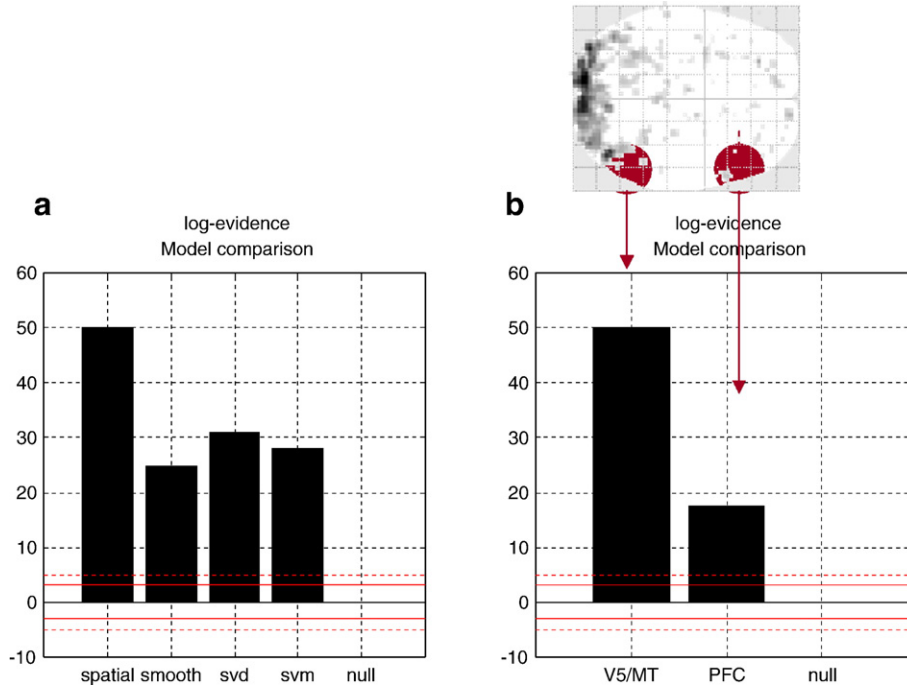 a
log-evidence
Model comparison
60
50
40
30
20
10
0
-10
spatial smooth svd svm null
b
log-evidence
Model comparison
60
50
40
30
20
10
0
-10
V5/MT PFC null